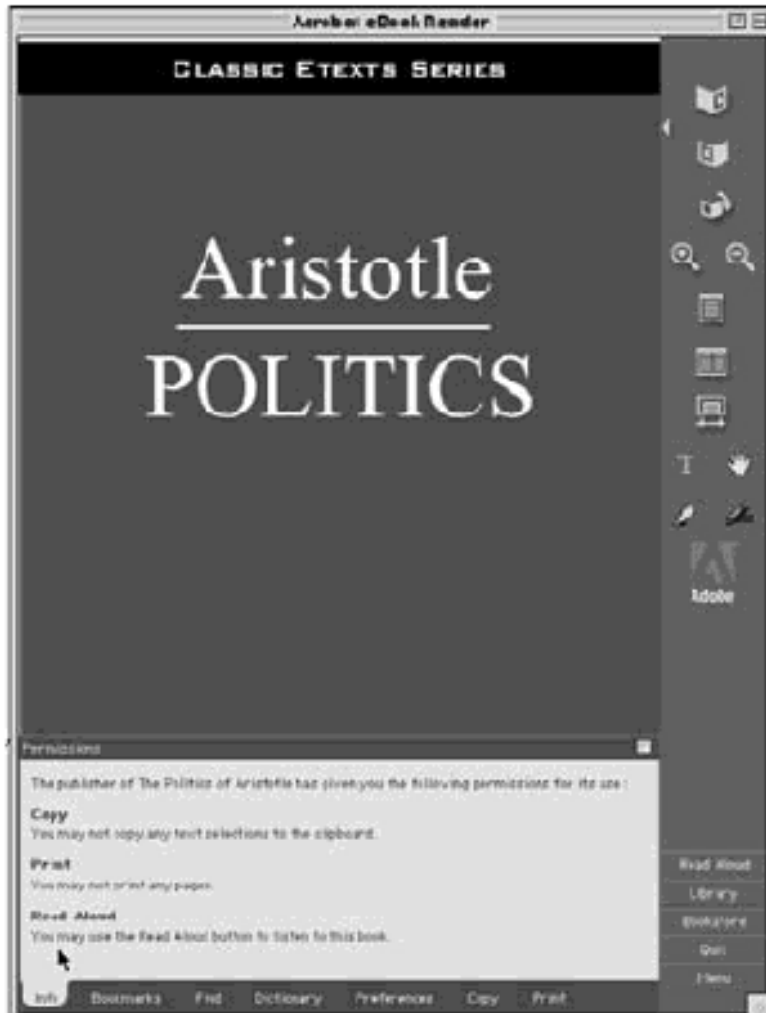 Acrobat eBook Reader
CLASSIC ETEXTS SERIES
Aristotle
POLITICS
Adobe
Permissions
The publisher of The Politics of Aristotle has given you the following permissions for its use:
Copy
You may not copy any text selections to the clipboard.
Print
You may not print any pages.
Read Aloud
You may use the Read Aloud button to listen to this book.
Read Aloud
Library
Bookstore
Quit
Menu
Info Bookmarks Find Dictionary Preferences Copy Print